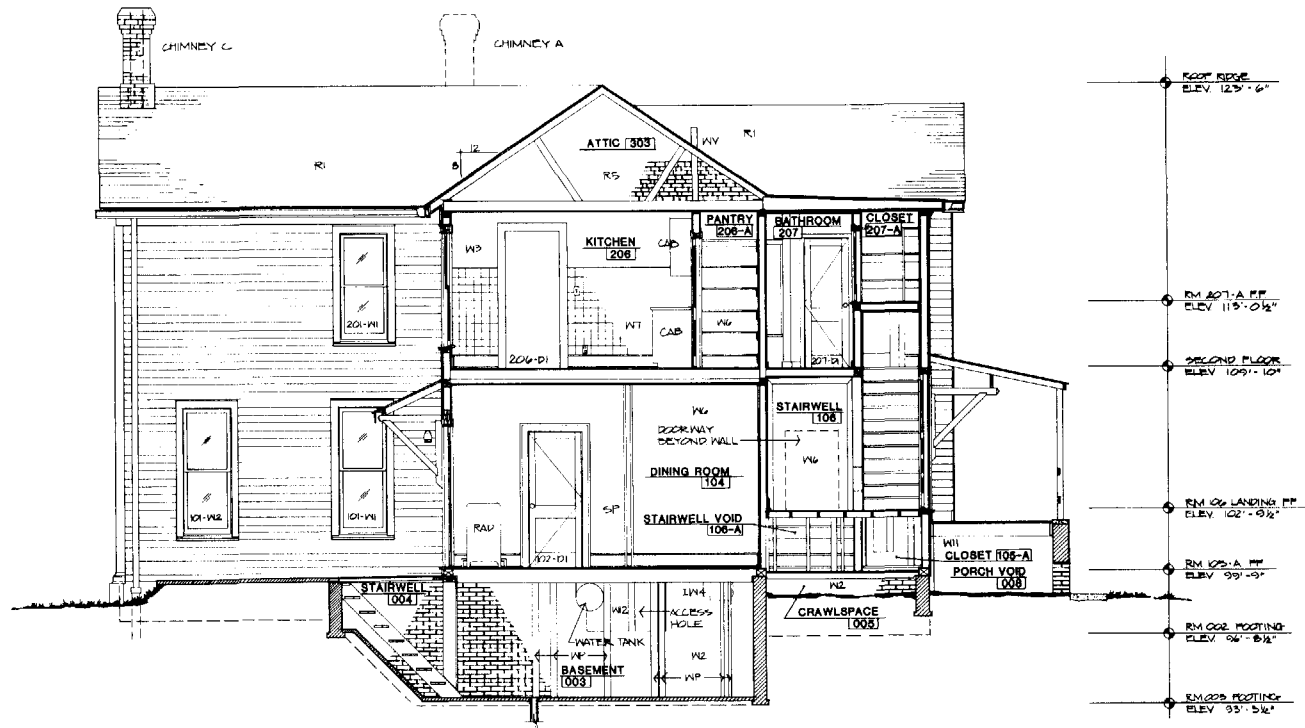 CHIMNEY C
CHIMNEY A
ROOF RIDGE
ELEV. 123'-6"
ATTIC 303
WV
R1
12
8
R1
R5
PANTRY
206-A
BATHROOM
207
CLOSET
207-A
W3
KITCHEN
206
CAB
RM 207-A FF
ELEV 113'-0½"
201-W1
W7
CAB
W6
206-D1
207-D1
SECOND FLOOR
ELEV 109'-10"
W6
STAIRWELL
106
DOORWAY
BEYOND WALL
W6
DINING ROOM
104
101-W2
101-W1
RAD
SP
STAIRWELL VOID
106-A
RM 106 LANDING FF
ELEV. 102'-9½"
102-D1
W11
CLOSET 105-A
PORCH VOID
008
RM 105-A FF
ELEV 99'-9"
STAIRWELL
004
W2
CRAWLSPACE
005
W12
ACCESS
HOLE
W4
WATER TANK
WP
W2
WP
BASEMENT
003
RM 002 FOOTING
ELEV. 96'-8½"
RM 003 FOOTING
ELEV 93'-5½"